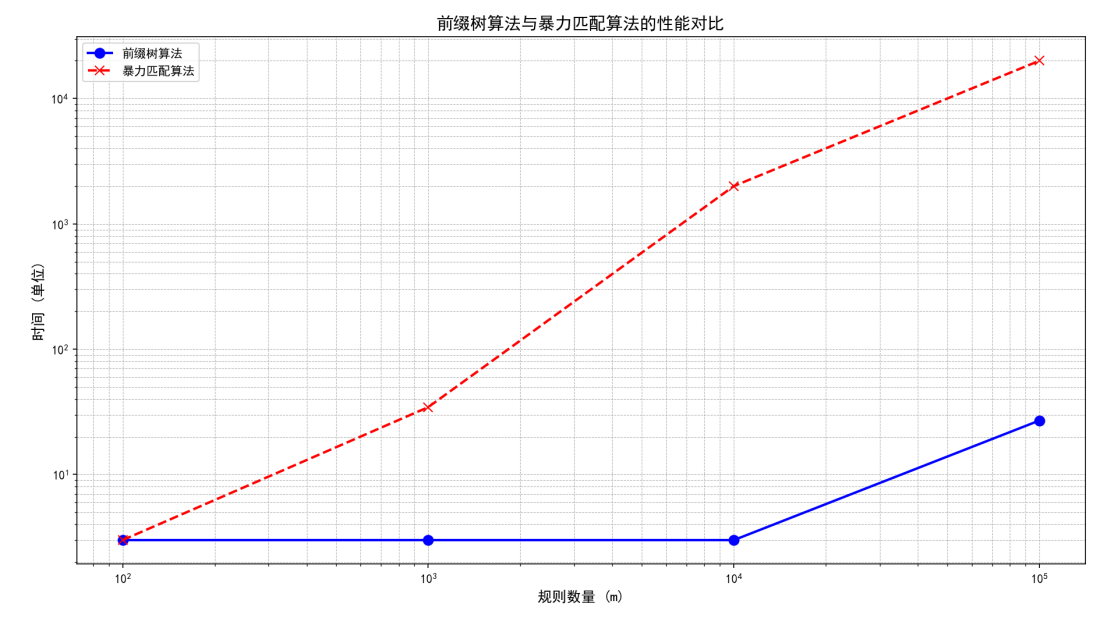 前缀树算法与暴力匹配算法的性能对比
前缀树算法
暴力匹配算法
10⁴
10³
10²
10¹
时间 (单位)
10² 10³ 10⁴ 10⁵
规则数量 (m)